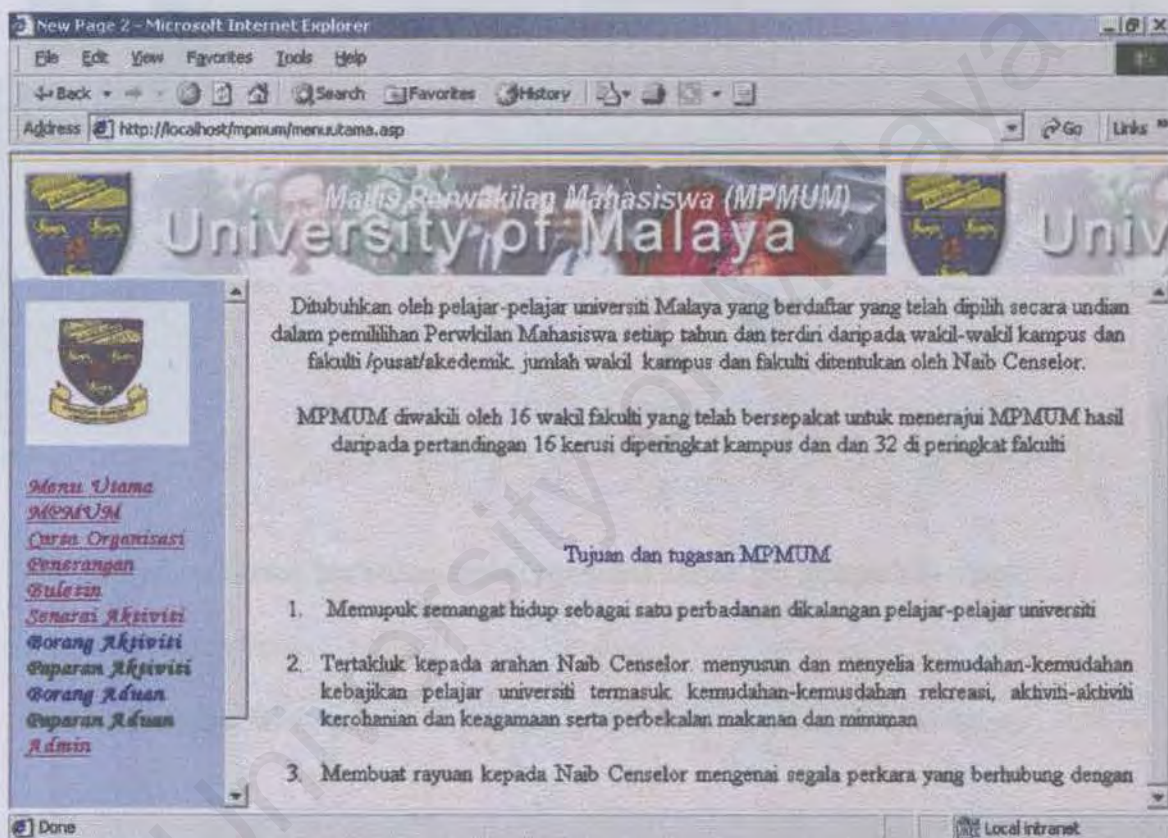 New Page 2 - Microsoft Internet Explorer
File Edit View Favorites Tools Help
Back Search Favorites History
Address http://localhost/mpmum/menuutama.asp Go Links »
Majlis Perwakilan Mahasiswa (MPMUM)
University of Malaya Univ
Ditubuhkan oleh pelajar-pelajar universiti Malaya yang berdaftar yang telah dipilih secara undian
dalam pemililihan Perwkilan Mahasiswa setiap tahun dan terdiri daripada wakil-wakil kampus dan
fakulti /pusat/akedemik. jumlah wakil kampus dan fakulti ditentukan oleh Naib Censelor.
MPMUM diwakili oleh 16 wakil fakulti yang telah bersepakat untuk menerajui MPMUM hasil
daripada pertandingan 16 kerusi diperingkat kampus dan dan 32 di peringkat fakulti
Menu Utama
MPMUM
Carta Organisasi
Penerangan
Buletin
Senarai Aktiviti
Borang Aktiviti
Paparan Aktiviti
Borang Aduan
Paparan Aduan
Admin
Tujuan dan tugasan MPMUM
1. Memupuk semangat hidup sebagai satu perbadanan dikalangan pelajar-pelajar universiti
2. Tertakluk kepada arahan Naib Censelor menyusun dan menyelia kemudahan-kemudahan
kebajikan pelajar universiti termasuk kemudahan-kemusdahan rekreasi, aktiviti-aktiviti
kerohanian dan keagamaan serta perbekalan makanan dan minuman
3. Membuat rayuan kepada Naib Censelor mengenai segala perkara yang berhubung dengan
Done Local intranet
University of Malaya